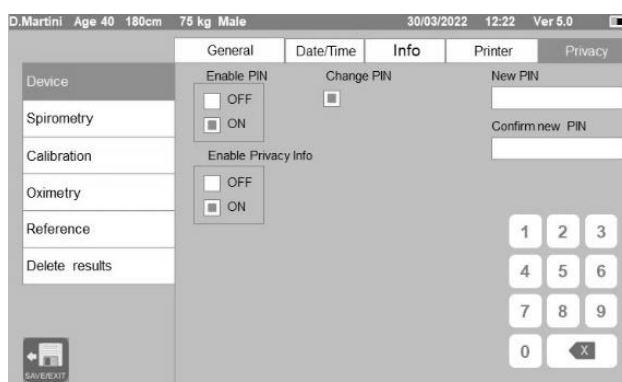 D.Martini Age 40 180cm 75 kg Male 30/03/2022 12:22 Ver 5.0
General Date/Time Info Printer Privacy
Device
Enable PIN Change PIN New PIN
OFF
Spirometry
ON
Confirm new PIN
Calibration
Enable Privacy Info
OFF
Oximetry
ON
Reference
1 2 3
Delete results
4 5 6
7 8 9
0 X
SAVE/EXIT